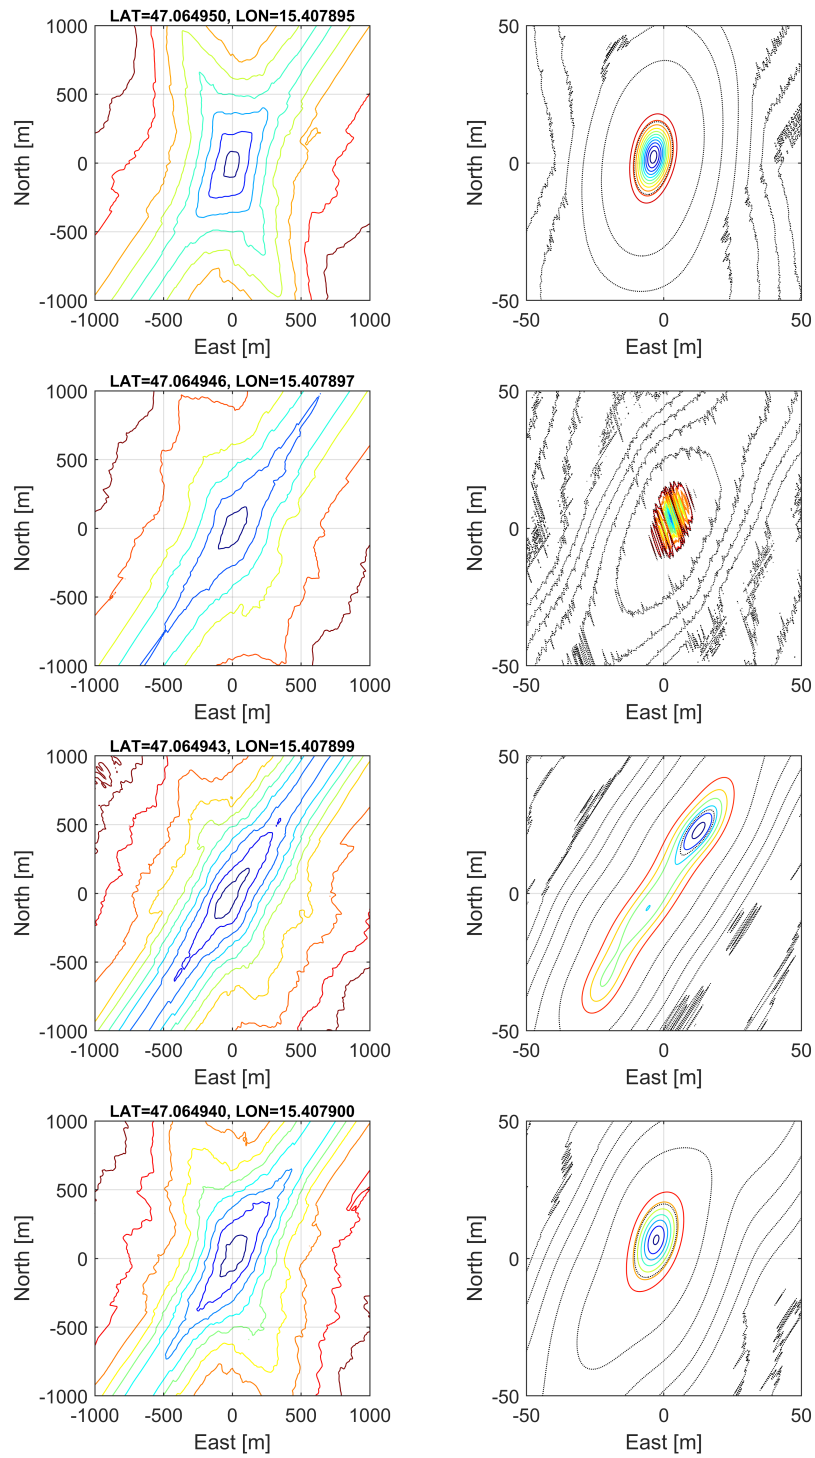 LAT=47.064950, LON=15.407895
1000
500
0
-500
-1000
North [m]
-1000 -500 0 500 1000
East [m]
50
0
-50
North [m]
-50 0 50
East [m]
LAT=47.064946, LON=15.407897
1000
500
0
-500
-1000
North [m]
-1000 -500 0 500 1000
East [m]
50
0
-50
North [m]
-50 0 50
East [m]
LAT=47.064943, LON=15.407899
1000
500
0
-500
-1000
North [m]
-1000 -500 0 500 1000
East [m]
50
0
-50
North [m]
-50 0 50
East [m]
LAT=47.064940, LON=15.407900
1000
500
0
-500
-1000
North [m]
-1000 -500 0 500 1000
East [m]
50
0
-50
North [m]
-50 0 50
East [m]